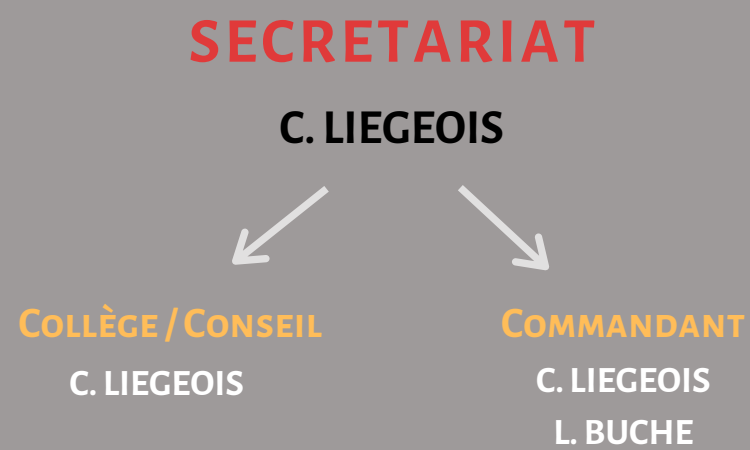 SECRETARIAT
C. LIEGEOIS
Collège / Conseil
C. LIEGEOIS
Commandant
C. LIEGEOIS
L. BUCHE